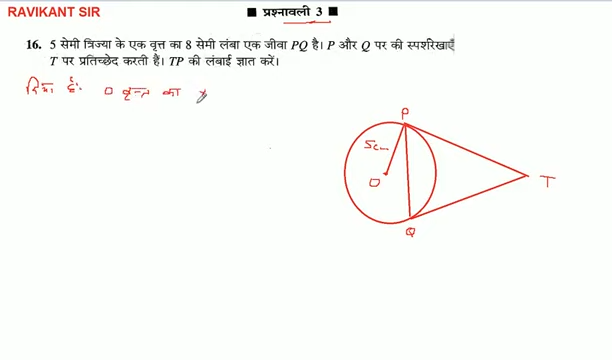 RAVIKANT SIR
■ प्रश्नावली 3 ■
16. 5 सेमी त्रिज्या के एक वृत्त का 8 सेमी लंबा एक जीवा PQ है। P और Q पर की स्पर्शरेखाएँ
T पर प्रतिच्छेद करती हैं। TP की लंबाई ज्ञात करें।
दिया है: O वृत्त का
P
5cm
O
T
Q